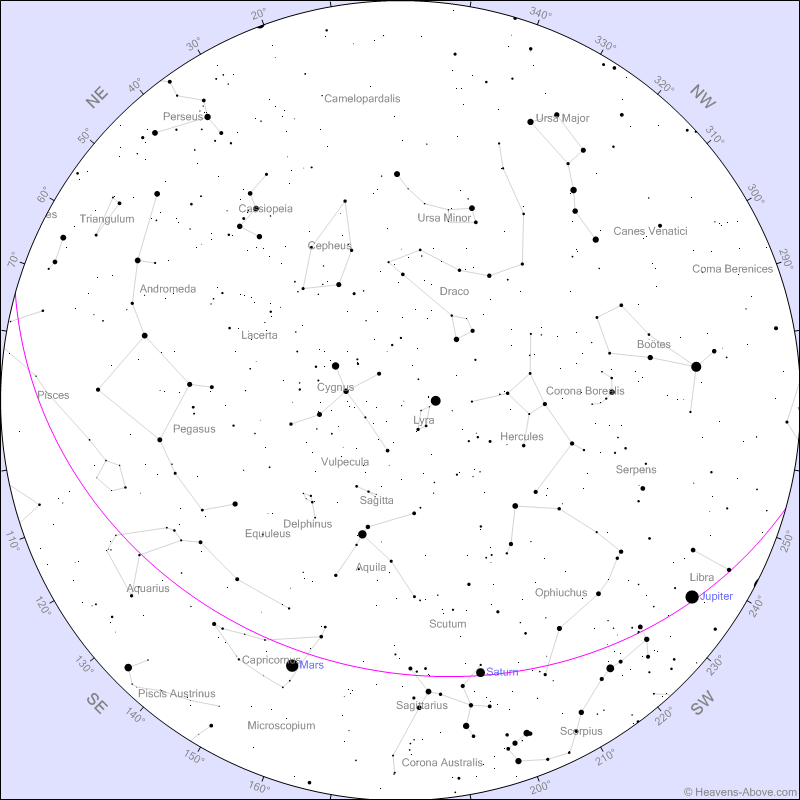 20°
340°
30°
330°
40°
320°
NE
NW
Camelopardalis
Perseus
Ursa Major
50°
310°
60°
300°
es
Triangulum
Cassiopeia
Ursa Minor
Canes Venatici
Cepheus
70°
290°
Coma Berenices
Andromeda
Draco
Lacerta
Bootes
Pisces
Cygnus
Corona Borealis
Lyra
Pegasus
Hercules
Vulpecula
Serpens
Sagitta
Delphinus
Equuleus
110°
250°
Aquila
Libra
Aquarius
Ophiuchus
Jupiter
120°
240°
Scutum
130°
230°
Capricornus
Mars
Saturn
Piscis Austrinus
Sagittarius
SE
SW
140°
220°
Microscopium
Scorpius
150°
210°
Corona Australis
160°
200°
© Heavens-Above.com